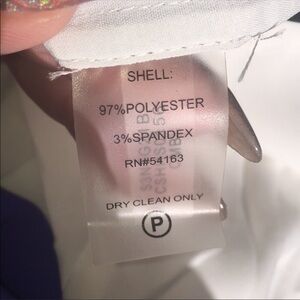 SHELL:
97%POLYESTER
3%SPANDEX
RN#54163
DRY CLEAN ONLY
P